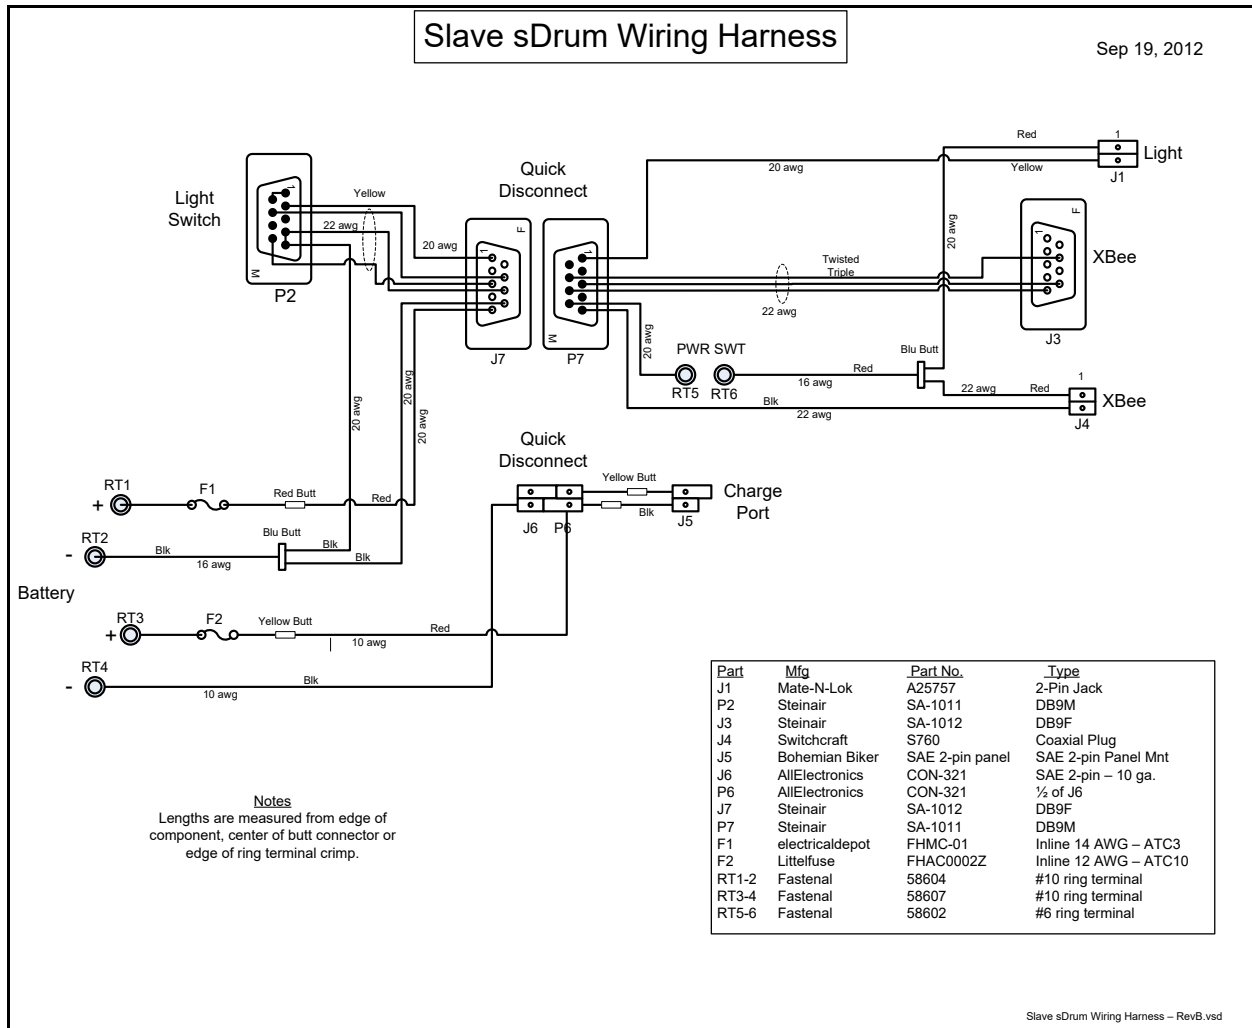 Slave sDrum Wiring Harness
Sep 19, 2012
Light
Switch
P2
M
1
Yellow
22 awg
20 awg
Quick
Disconnect
F
1
J7
1
M
P7
20 awg
Red
Yellow
1
Light
J1
20 awg
Twisted
Triple
22 awg
F
1
XBee
J3
20 awg
PWR SWT
RT5
RT6
Red
16 awg
Blu Butt
22 awg
Red
1
XBee
J4
Blk
22 awg
20 awg
20 awg
20 awg
Quick
Disconnect
Yellow Butt
Blk
J6
P6
J5
Charge
Port
RT1
+
F1
Red Butt
Red
RT2
-
Blk
16 awg
Blu Butt
Blk
Blk
Battery
RT3
+
F2
Yellow Butt
10 awg
Red
RT4
-
10 awg
Blk
Part Mfg Part No. Type
J1 Mate-N-Lok A25757 2-Pin Jack
P2 Steinair SA-1011 DB9M
J3 Steinair SA-1012 DB9F
J4 Switchcraft S760 Coaxial Plug
J5 Bohemian Biker SAE 2-pin panel SAE 2-pin Panel Mnt
J6 AllElectronics CON-321 SAE 2-pin – 10 ga.
P6 AllElectronics CON-321 ½ of J6
J7 Steinair SA-1012 DB9F
P7 Steinair SA-1011 DB9M
F1 electricaldepot FHMC-01 Inline 14 AWG – ATC3
F2 Littelfuse FHAC0002Z Inline 12 AWG – ATC10
RT1-2 Fastenal 58604 #10 ring terminal
RT3-4 Fastenal 58607 #10 ring terminal
RT5-6 Fastenal 58602 #6 ring terminal
Notes
Lengths are measured from edge of
component, center of butt connector or
edge of ring terminal crimp.
Slave sDrum Wiring Harness – RevB.vsd